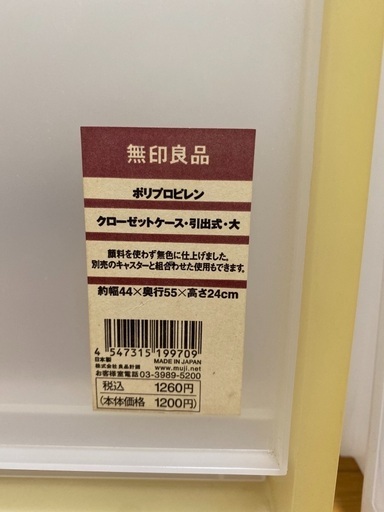 無印良品
ポリプロピレン
クローゼットケース・引出式・大
顔料を使わず無色に仕上げました。
別売のキャスターと組合わせた使用もできます。
約幅44×奥行55×高さ24cm
4 547315 199709
日本製 MADE IN JAPAN
株式会社 良品計画 www.muji.net
お客様室電話03-3989-5200
税込 1260円
(本体価格 1200円)